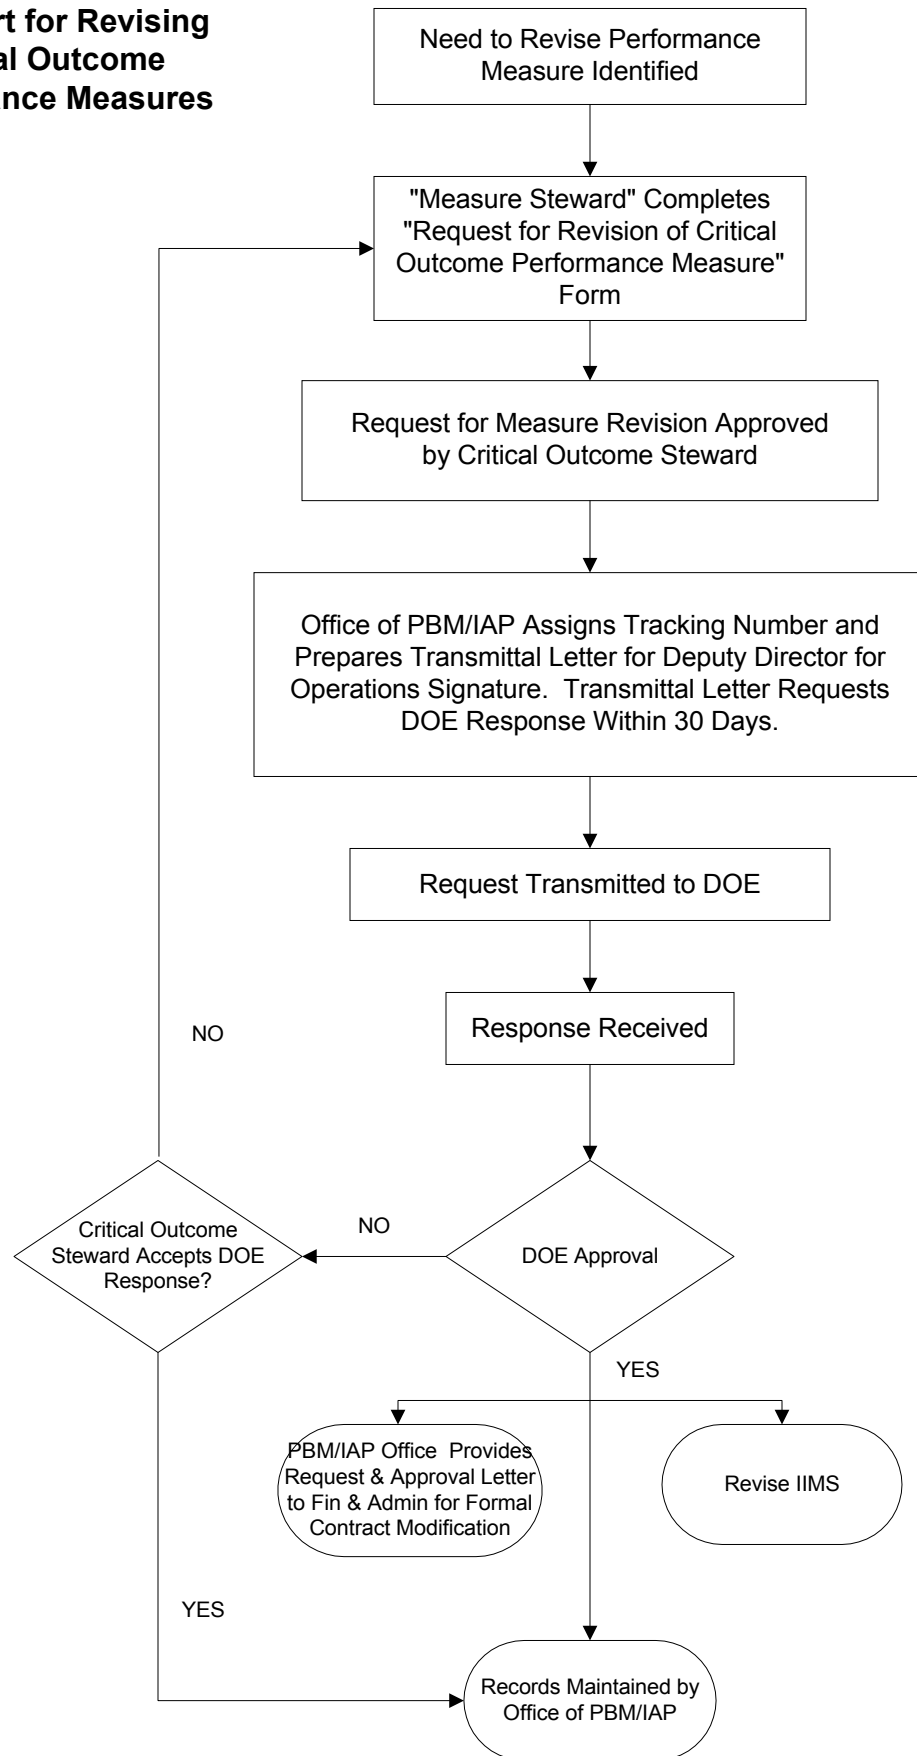 rt for Revising
al Outcome
ance Measures
Need to Revise Performance
Measure Identified
"Measure Steward" Completes
"Request for Revision of Critical
Outcome Performance Measure"
Form
Request for Measure Revision Approved
by Critical Outcome Steward
Office of PBM/IAP Assigns Tracking Number and
Prepares Transmittal Letter for Deputy Director for
Operations Signature.  Transmittal Letter Requests
DOE Response Within 30 Days.
Request Transmitted to DOE
Response Received
NO
Critical Outcome
Steward Accepts DOE
Response?
NO
DOE Approval
YES
PBM/IAP Office  Provides
Request & Approval Letter
to Fin & Admin for Formal
Contract Modification
Revise IIMS
YES
Records Maintained by
Office of PBM/IAP